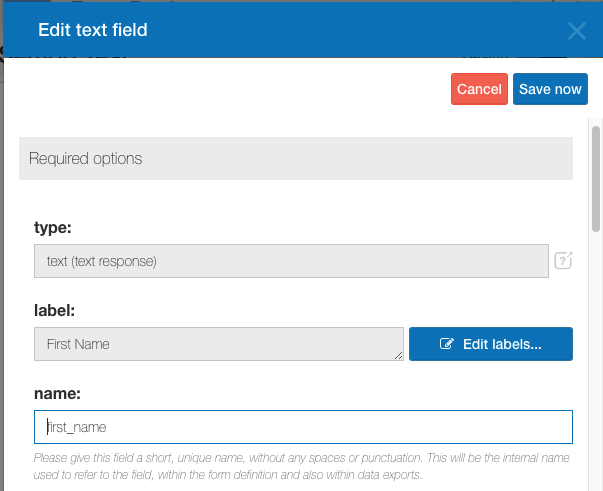 Edit text field
Cancel
Save now
Required options
type:
text (text response)
label:
First Name
Edit labels...
name:
first_name
Please give this field a short, unique name, without any spaces or punctuation. This will be the internal name
used to refer to the field, within the form definition and also within data exports.